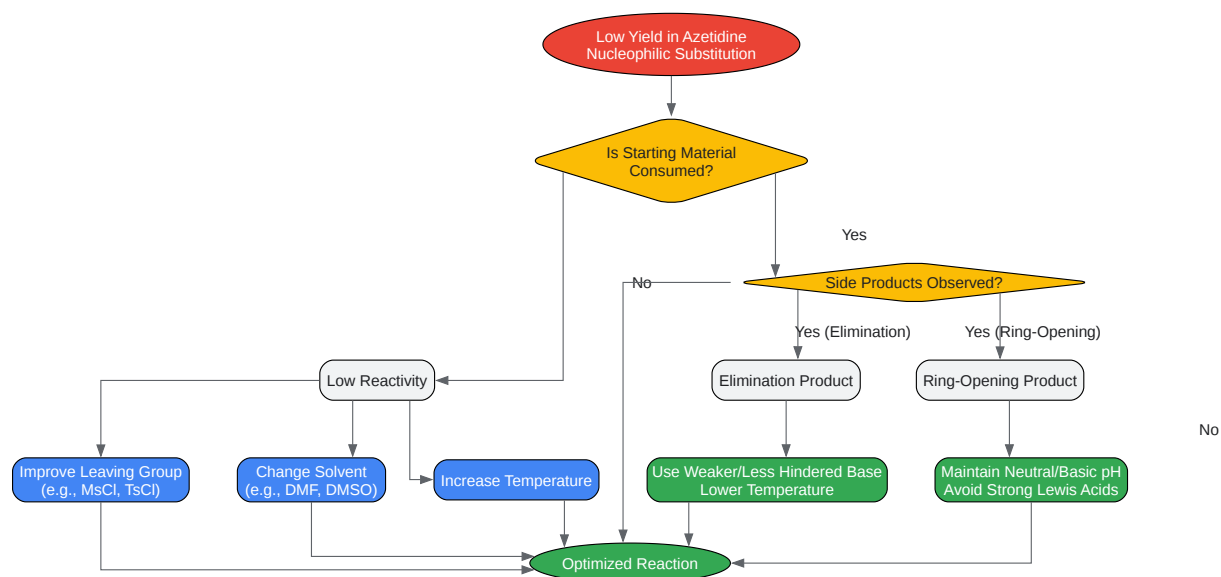 Low Yield in Azetidine
Nucleophilic Substitution
Is Starting Material
Consumed?
Yes
No
Side Products Observed?
Yes (Elimination)
Yes (Ring-Opening)
Low Reactivity
Elimination Product
Ring-Opening Product
No
Improve Leaving Group
(e.g., MsCl, TsCl)
Change Solvent
(e.g., DMF, DMSO)
Increase Temperature
Use Weaker/Less Hindered Base
Lower Temperature
Maintain Neutral/Basic pH
Avoid Strong Lewis Acids
Optimized Reaction